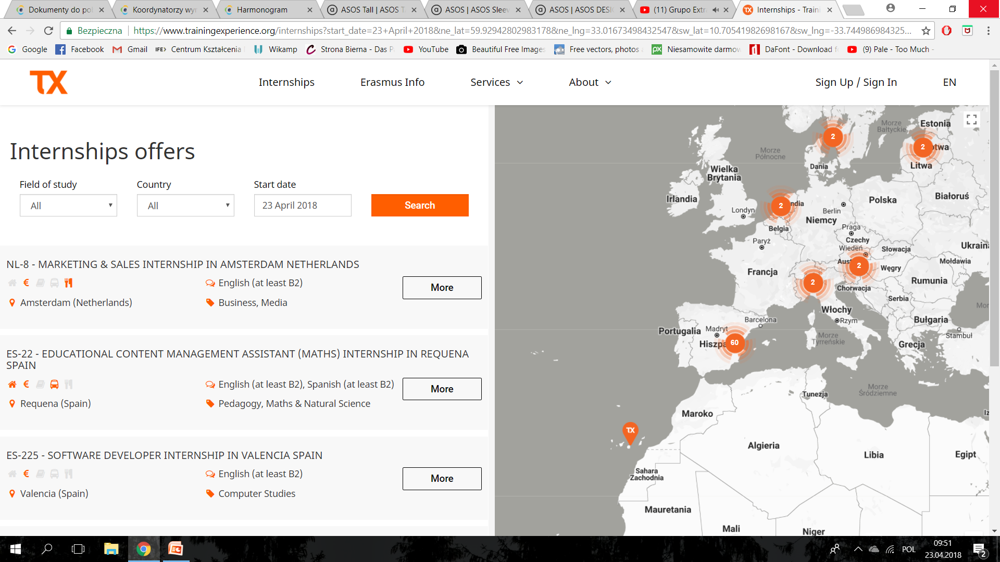 Dokumenty do pol
Koordynatorzy wyr
Harmonogram
ASOS Tall | ASOS T
ASOS | ASOS Sleev
ASOS | ASOS DESI
(11) Grupo Extr
Internships - Traini
Bezpieczna
https://www.trainingexperience.org/internships?start_date=23+April+2018&ne_lat=59.92942802983178&ne_lng=33.01673498432547&sw_lat=10.70541982698167&sw_lng=-33.744986984325...
Google
Facebook
Gmail
IFE>
Centrum Kształcenia
Wikamp
Strona Bierna - Das P
YouTube
Beautiful Free Images
Free vectors, photos
Niesamowite darmow
DaFont - Download f
(9) Pale - Too Much -
TX
Internships
Erasmus Info
Services
About
Sign Up / Sign In
EN
Internships offers
Field of study
Country
Start date
All
All
23 April 2018
Search
NL-8 - MARKETING & SALES INTERNSHIP IN AMSTERDAM NETHERLANDS
English (at least B2)
More
Amsterdam (Netherlands)
Business, Media
ES-22 - EDUCATIONAL CONTENT MANAGEMENT ASSISTANT (MATHS) INTERNSHIP IN REQUENA
SPAIN
English (at least B2), Spanish (at least B2)
More
Requena (Spain)
Pedagogy, Maths & Natural Science
ES-225 - SOFTWARE DEVELOPER INTERNSHIP IN VALENCIA SPAIN
English (at least B2)
More
Valencia (Spain)
Computer Studies
Morze
Bałtyckie
Estonia
2
2
otwa
Morze
Północne
Litwa
Dania
Wielka
Brytania
Irlandia
Polska
Białoruś
2
ndia
Londyn
Berlin
Niemcy
Belgia
Praga
Czechy
Paryż
Wiedeń
Słowacja
Ukrain
Aus
2
Węgry
Mołdawia
Francja
2
Chorwacja
Rumunia
Serbia
Mor
Włochy
Barcelona
Rzym
Bułgaria
Portugalia
Madryt
Stambuł
Hiszpa
60
Morze
Tyrreńskie
Grecja
Morze
Śródziemne
Tunezja
Maroko
Iz
TX
Algieria
Libia
Egipt
Sahara
Zachodnia
Mauretania
Mali
Niger
POL
09:51
23.04.2018
2